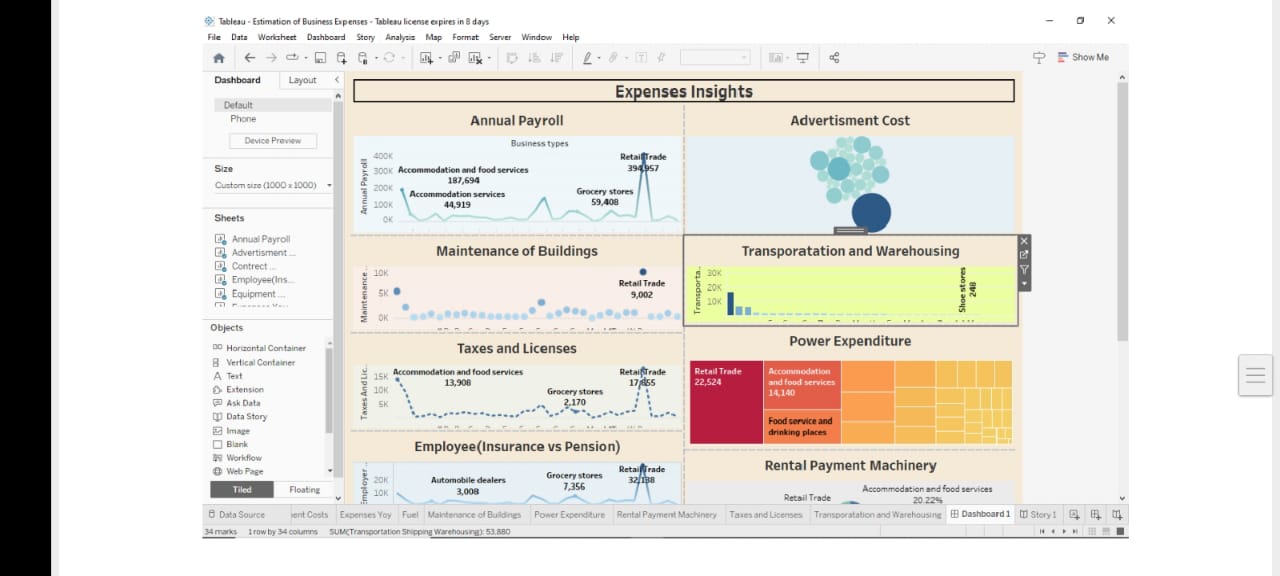 Tableau - Estimation of Business Expenses - Tableau license expires in 8 days
File Data Worksheet Dashboard Story Analysis Map Format Server Window Help
Show Me
Dashboard Layout
Default
Phone
Device Preview
Size
Custom size (1000 x 1000)
Sheets
Annual Payroll
Advertisment ...
Contrect ...
Employee(Ins...
Equipment ...
Objects
Horizontal Container
Vertical Container
Text
Extension
Ask Data
Data Story
Image
Blank
Workflow
Web Page
Tiled Floating
Expenses Insights
Annual Payroll
Business types
Annual Payroll
400K
300K
200K
100K
0K
Accommodation and food services
187,694
Accommodation services
44,919
Grocery stores
59,408
Retail Trade
394,957
Advertisment Cost
Maintenance of Buildings
Maintenance..
10K
5K
0K
Retail Trade
9,002
Transporatation and Warehousing
Transporta..
30K
20K
10K
Shoe stores
248
Taxes and Licenses
Taxes And Lic..
15K
10K
5K
Accommodation and food services
13,908
Grocery stores
2,170
Retail Trade
Power Expenditure
Retail Trade
22,524
Accommodation
and food services
14,140
Food service and
drinking places
Employee(Insurance vs Pension)
Employer ..
20K
10K
Automobile dealers
3,008
Grocery stores
7,356
Retail Trade
32,138
Rental Payment Machinery
Retail Trade
Accommodation and food services
20.22%
Data Source ient Costs Expenses Yoy Fuel Maintenance of Buildings Power Expenditure Rental Payment Machinery Taxes and Licenses Transporatation and Warehousing Dashboard 1 Story 1
34 marks 1 row by 34 columns SUM(Transportation Shipping Warehousing): 53,880